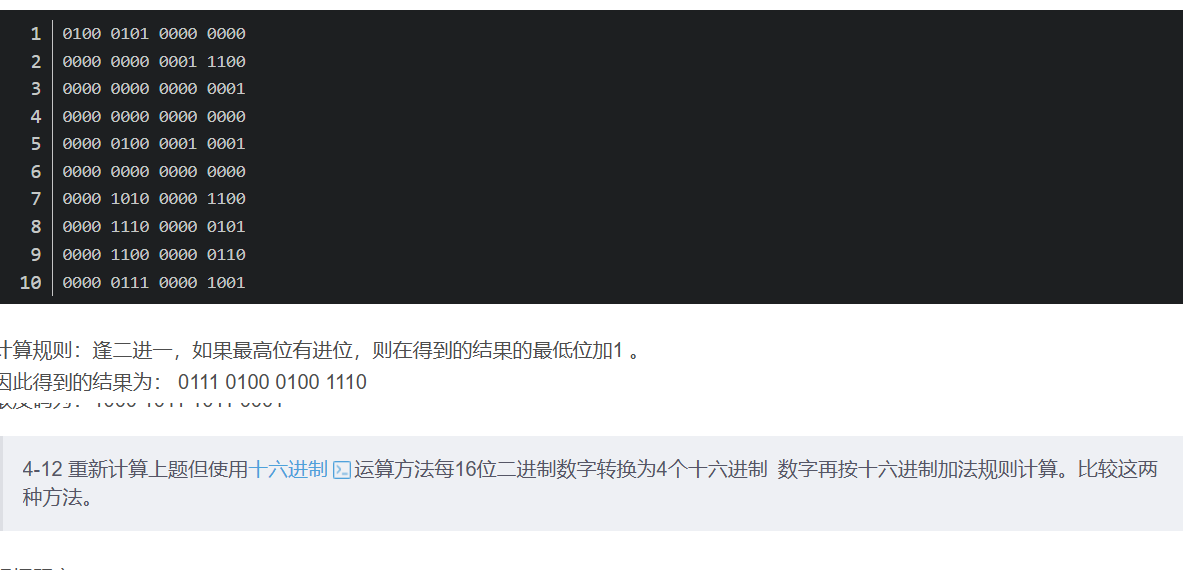 1 0100 0101 0000 0000
2 0000 0000 0001 1100
3 0000 0000 0000 0001
4 0000 0000 0000 0000
5 0000 0100 0001 0001
6 0000 0000 0000 0000
7 0000 1010 0000 1100
8 0000 1110 0000 0101
9 0000 1100 0000 0110
10 0000 0111 0000 1001
计算规则：逢二进一，如果最高位有进位，则在得到的结果的最低位加1 。
因此得到的结果为： 0111 0100 0100 1110
4-12 重新计算上题但使用十六进制运算方法每16位二进制数字转换为4个十六进制 数字再按十六进制加法规则计算。比较这两
种方法。